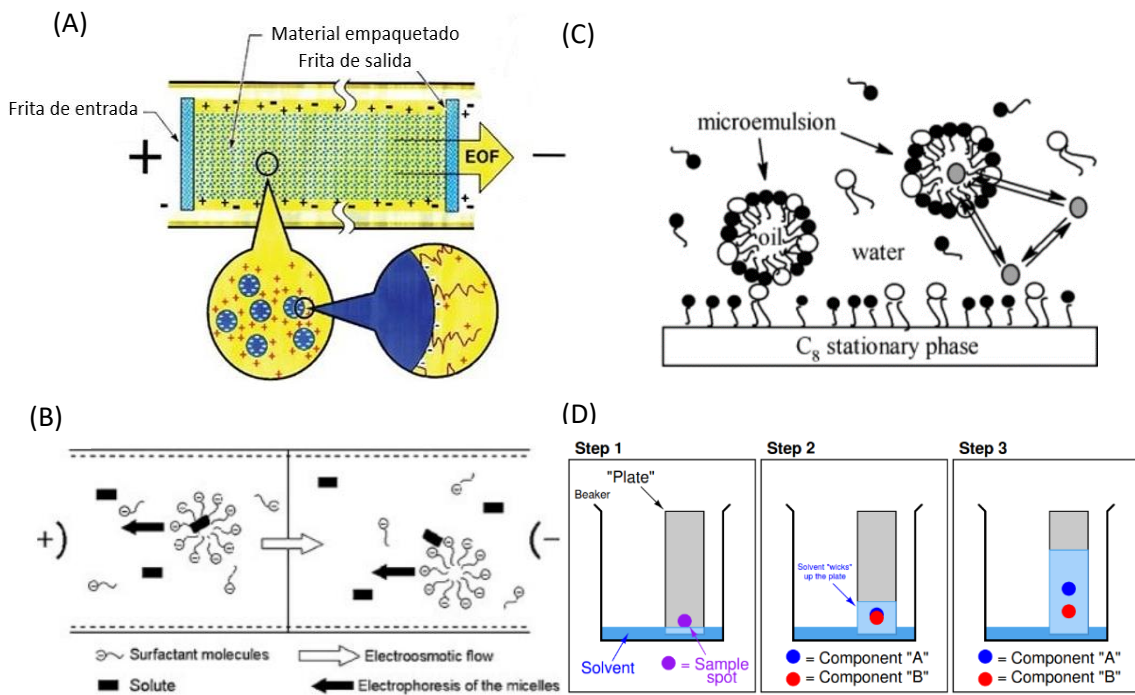 (A)
Material empaquetado
Frita de salida
Frita de entrada
+
EOF
−
(B)
+)
(−
Surfactant molecules
Electroosmotic flow
Solute
Electrophoresis of the micelles
(C)
microemulsion
oil
water
C₈ stationary phase
(D)
Step 1
"Plate"
Beaker
Solvent
= Sample
spot
Step 2
Solvent "wicks"
up the plate
= Component "A"
= Component "B"
Step 3
= Component "A"
= Component "B"